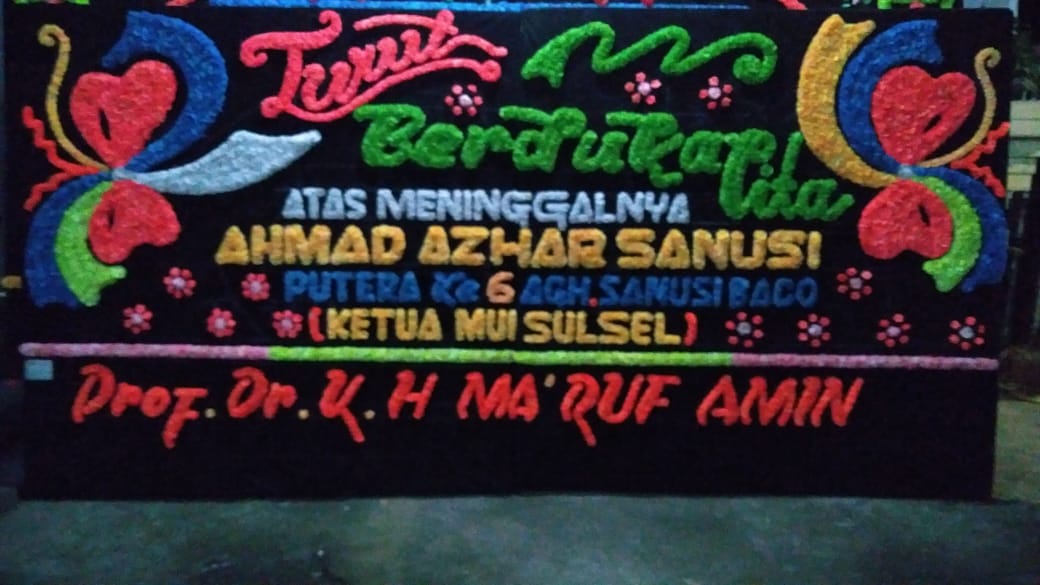 Turut
Berdukacita
ATAS MENINGGALNYA
AHMAD AZHAR SANUSI
PUTERA Ke 6 AGH.SANUSI BACO
(KETUA MUI SULSEL)
Prof. Dr. K. H MA'RUF AMIN